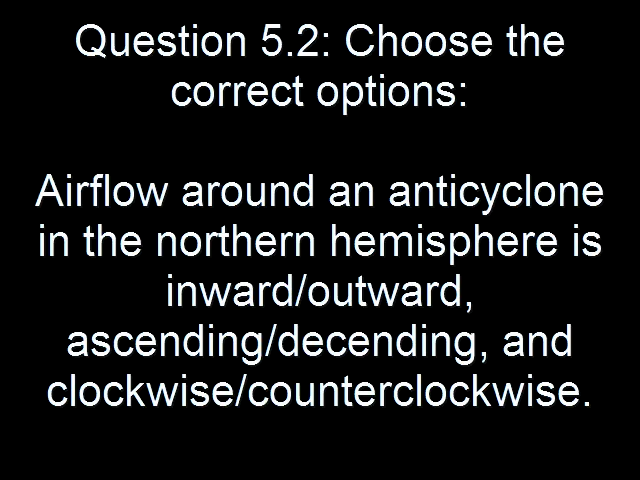 Question 5.2: Choose the
correct options:
Airflow around an anticyclone
in the northern hemisphere is
inward/outward,
ascending/decending, and
clockwise/counterclockwise.